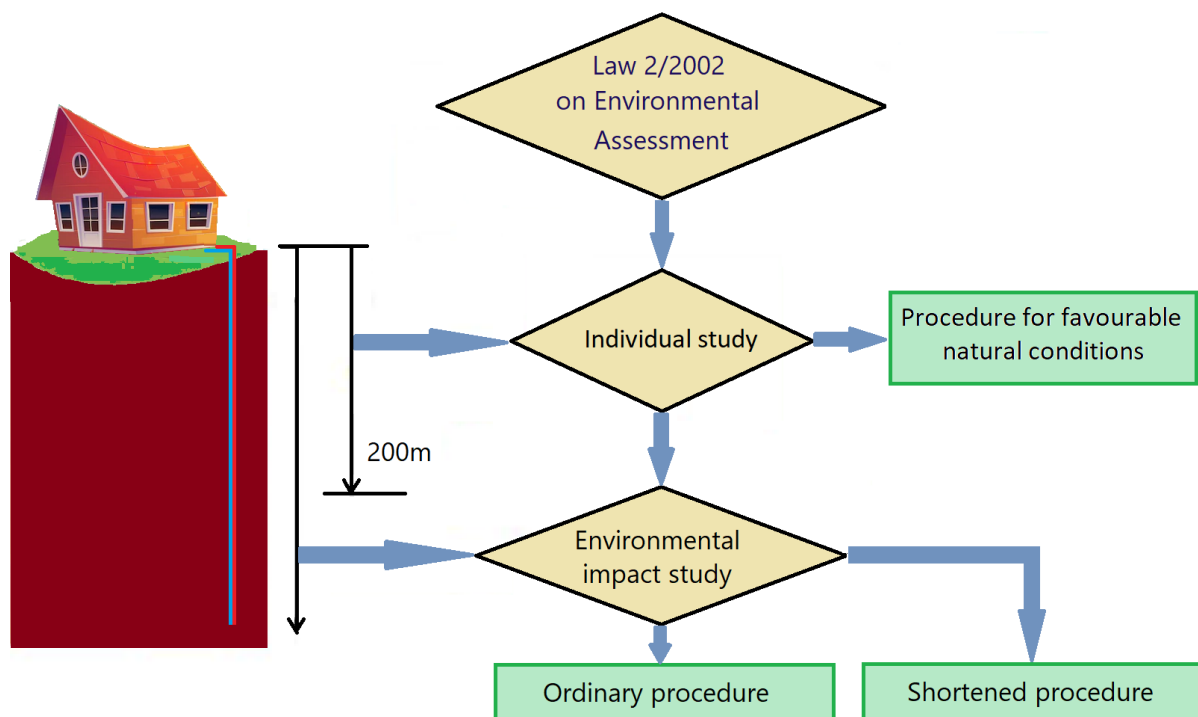 Law 2/2002
on Environmental
Assessment
Individual study
Procedure for favourable
natural conditions
200m
Environmental
impact study
Ordinary procedure
Shortened procedure